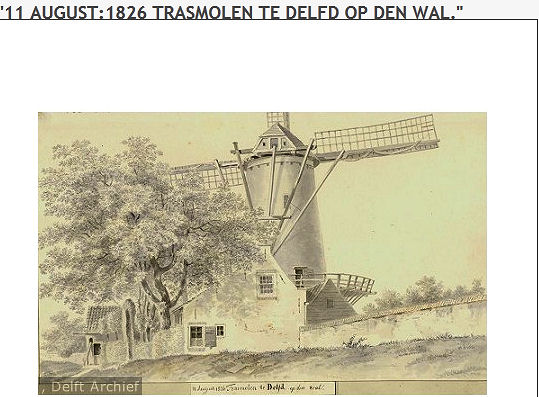 '11 AUGUST:1826 TRASMOLEN TE DELFD OP DEN WAL."
, Delft Archief
11 August 1826 Trasmolen te Delfd op den wal.